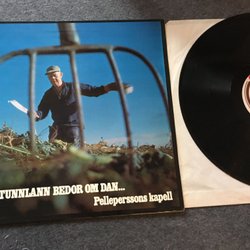 TUNNLANN BEDOR OM DAN...
Pelleperssons kapell